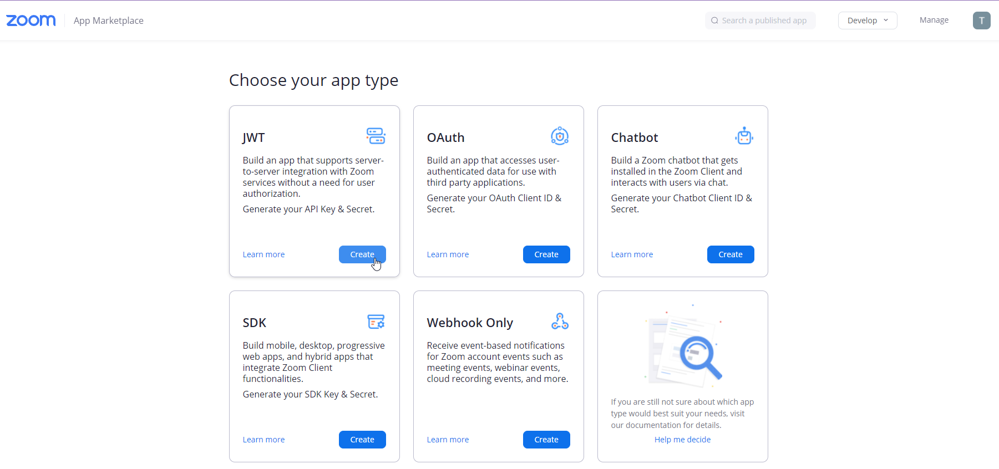 zoom App Marketplace Search a published app Develop Manage T
Choose your app type
JWT
Build an app that supports server-
to-server integration with Zoom
services without a need for user
authorization.
Generate your API Key & Secret.
Learn more Create
OAuth
Build an app that accesses user-
authenticated data for use with
third party applications.
Generate your OAuth Client ID &
Secret.
Learn more Create
Chatbot
Build a Zoom chatbot that gets
installed in the Zoom Client and
interacts with users via chat.
Generate your Chatbot Client ID &
Secret.
Learn more Create
SDK
Build mobile, desktop, progressive
web apps, and hybrid apps that
integrate Zoom Client
functionalities.
Generate your SDK Key & Secret.
Learn more Create
Webhook Only
Receive event-based notifications
for Zoom account events such as
meeting events, webinar events,
cloud recording events, and more.
Learn more Create
If you are still not sure about which app
type would best suit your needs, visit
our documentation for details.
Help me decide